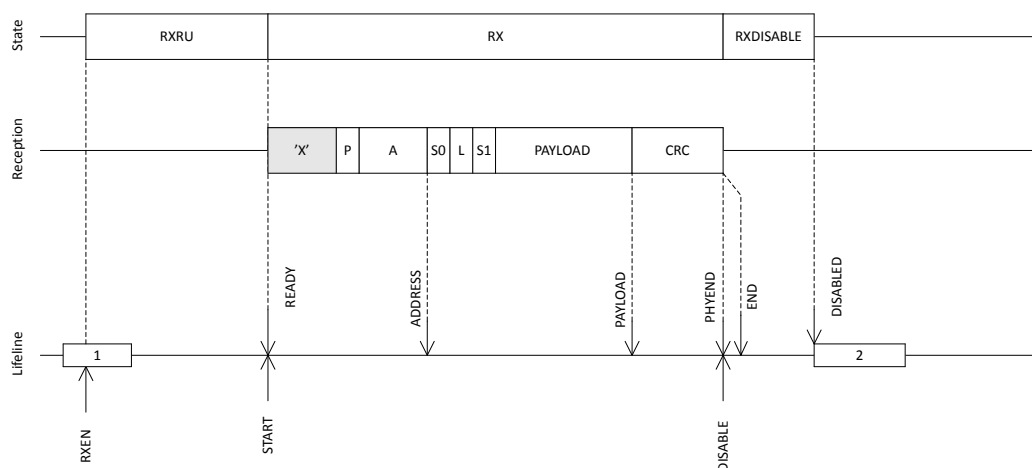 State
RXRU
RX
RXDISABLE
Reception
’X’
P
A
S0
L
S1
PAYLOAD
CRC
READY
ADDRESS
PAYLOAD
PHYEND
END
DISABLED
Lifeline
1
2
RXEN
START
DISABLE